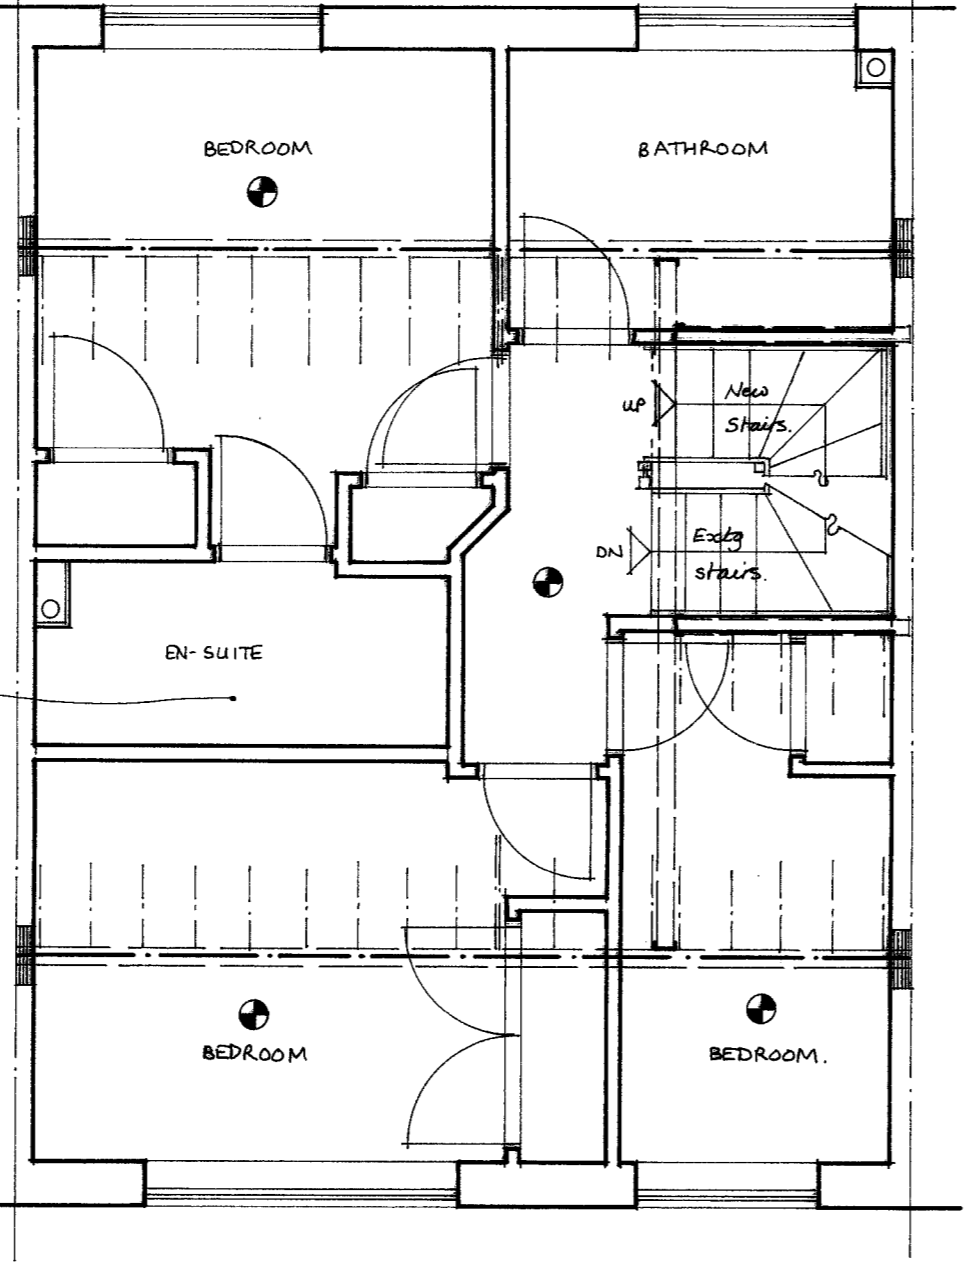 BEDROOM
BATHROOM
UP
New
Stairs.
DN
Extg
stairs.
EN-SUITE
BEDROOM
BEDROOM.